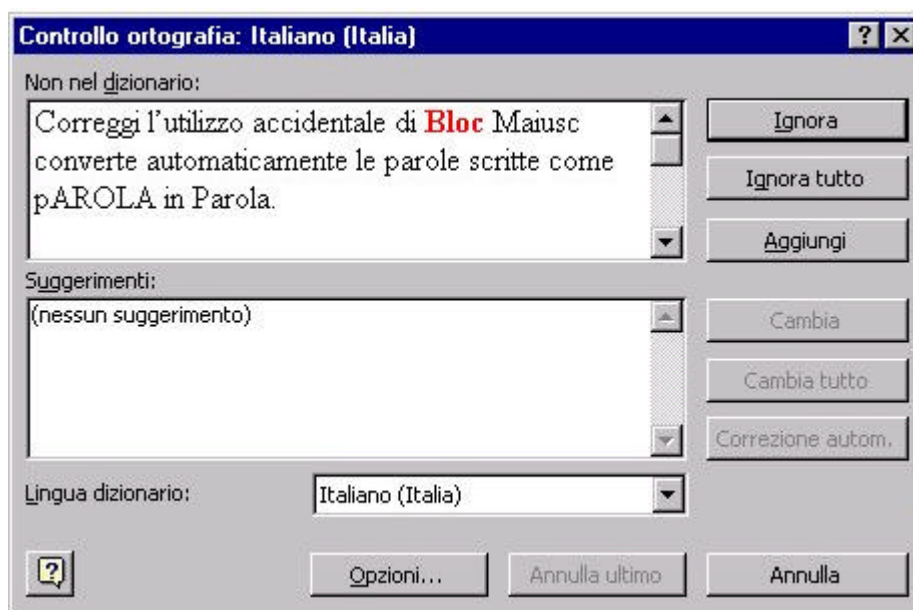 Controllo ortografia: Italiano (Italia)
Non nel dizionario:
Correggi l'utilizzo accidentale di Bloc Maiusc
converte automaticamente le parole scritte come
pAROLA in Parola.
Ignora
Ignora tutto
Aggiungi
Suggerimenti:
(nessun suggerimento)
Cambia
Cambia tutto
Correzione autom.
Lingua dizionario:
Italiano (Italia)
Opzioni...
Annulla ultimo
Annulla